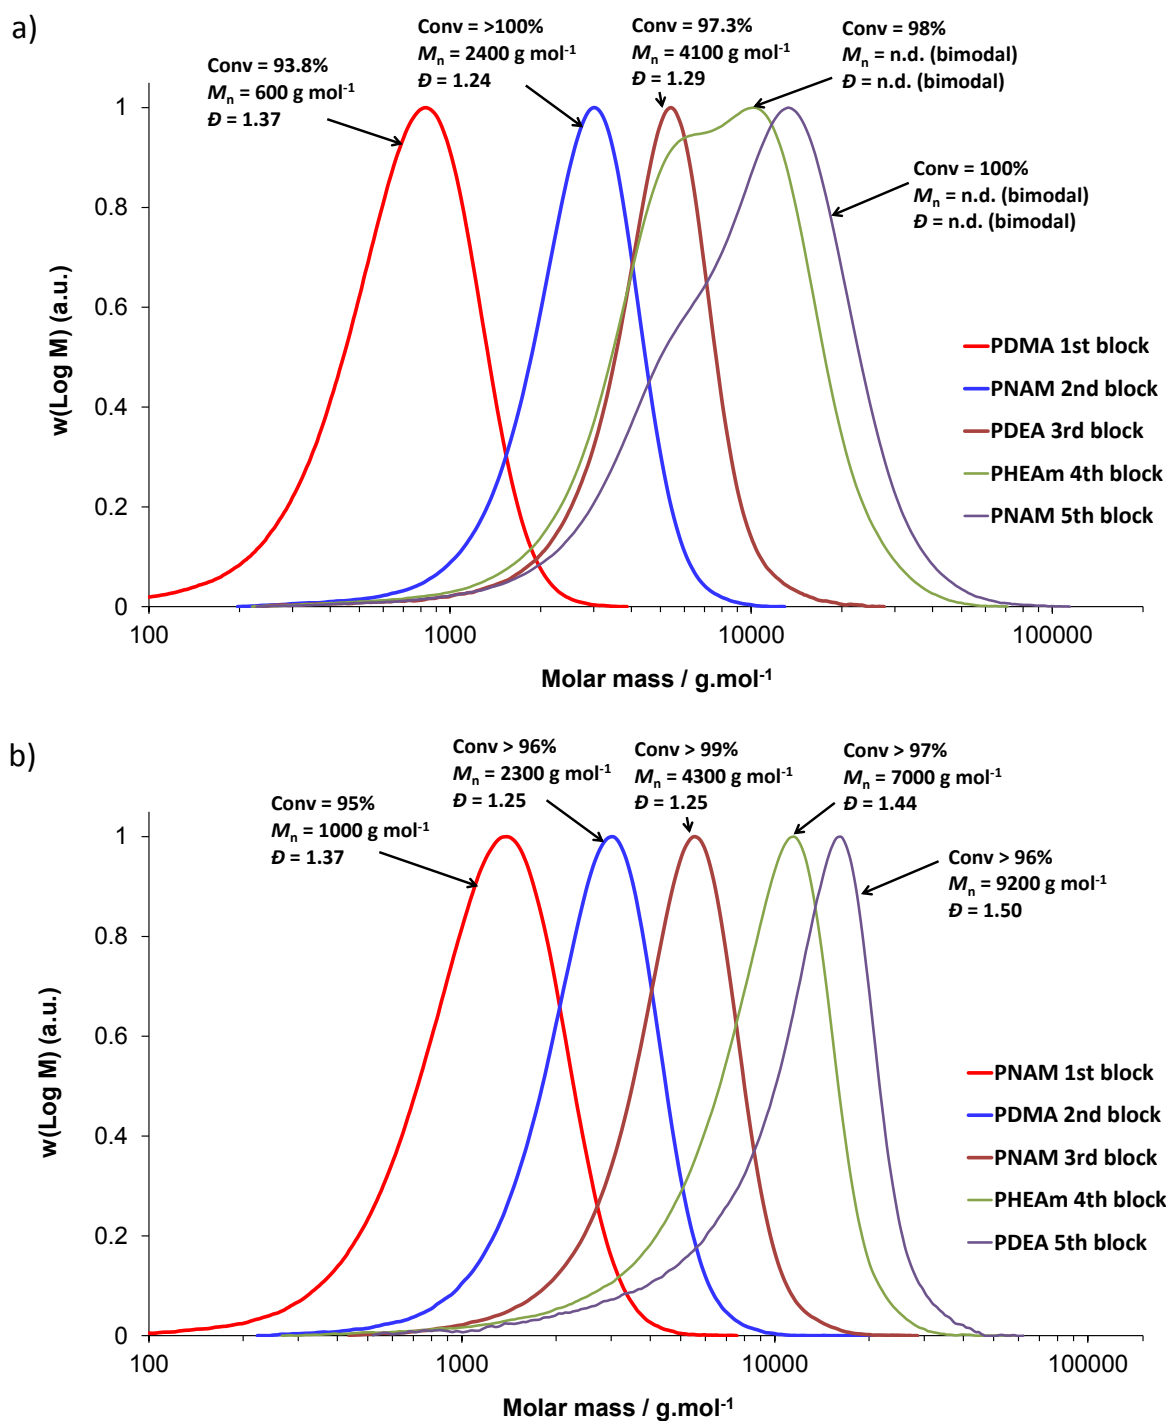 a)
Conv = 93.8%
Mn = 600 g mol-1
Đ = 1.37
Conv = >100%
Mn = 2400 g mol-1
Đ = 1.24
Conv = 97.3%
Mn = 4100 g mol-1
Đ = 1.29
Conv = 98%
Mn = n.d. (bimodal)
Đ = n.d. (bimodal)
Conv = 100%
Mn = n.d. (bimodal)
Đ = n.d. (bimodal)
w(Log M) (a.u.)
1
0.8
0.6
0.4
0.2
0
100
1000
10000
100000
Molar mass / g.mol-1
PDMA 1st block
PNAM 2nd block
PDEA 3rd block
PHEAm 4th block
PNAM 5th block
b)
Conv = 95%
Mn = 1000 g mol-1
Đ = 1.37
Conv > 96%
Mn = 2300 g mol-1
Đ = 1.25
Conv > 99%
Mn = 4300 g mol-1
Đ = 1.25
Conv > 97%
Mn = 7000 g mol-1
Đ = 1.44
Conv > 96%
Mn = 9200 g mol-1
Đ = 1.50
w(Log M) (a.u.)
1
0.8
0.6
0.4
0.2
0
100
1000
10000
100000
Molar mass / g.mol-1
PNAM 1st block
PDMA 2nd block
PNAM 3rd block
PHEAm 4th block
PDEA 5th block